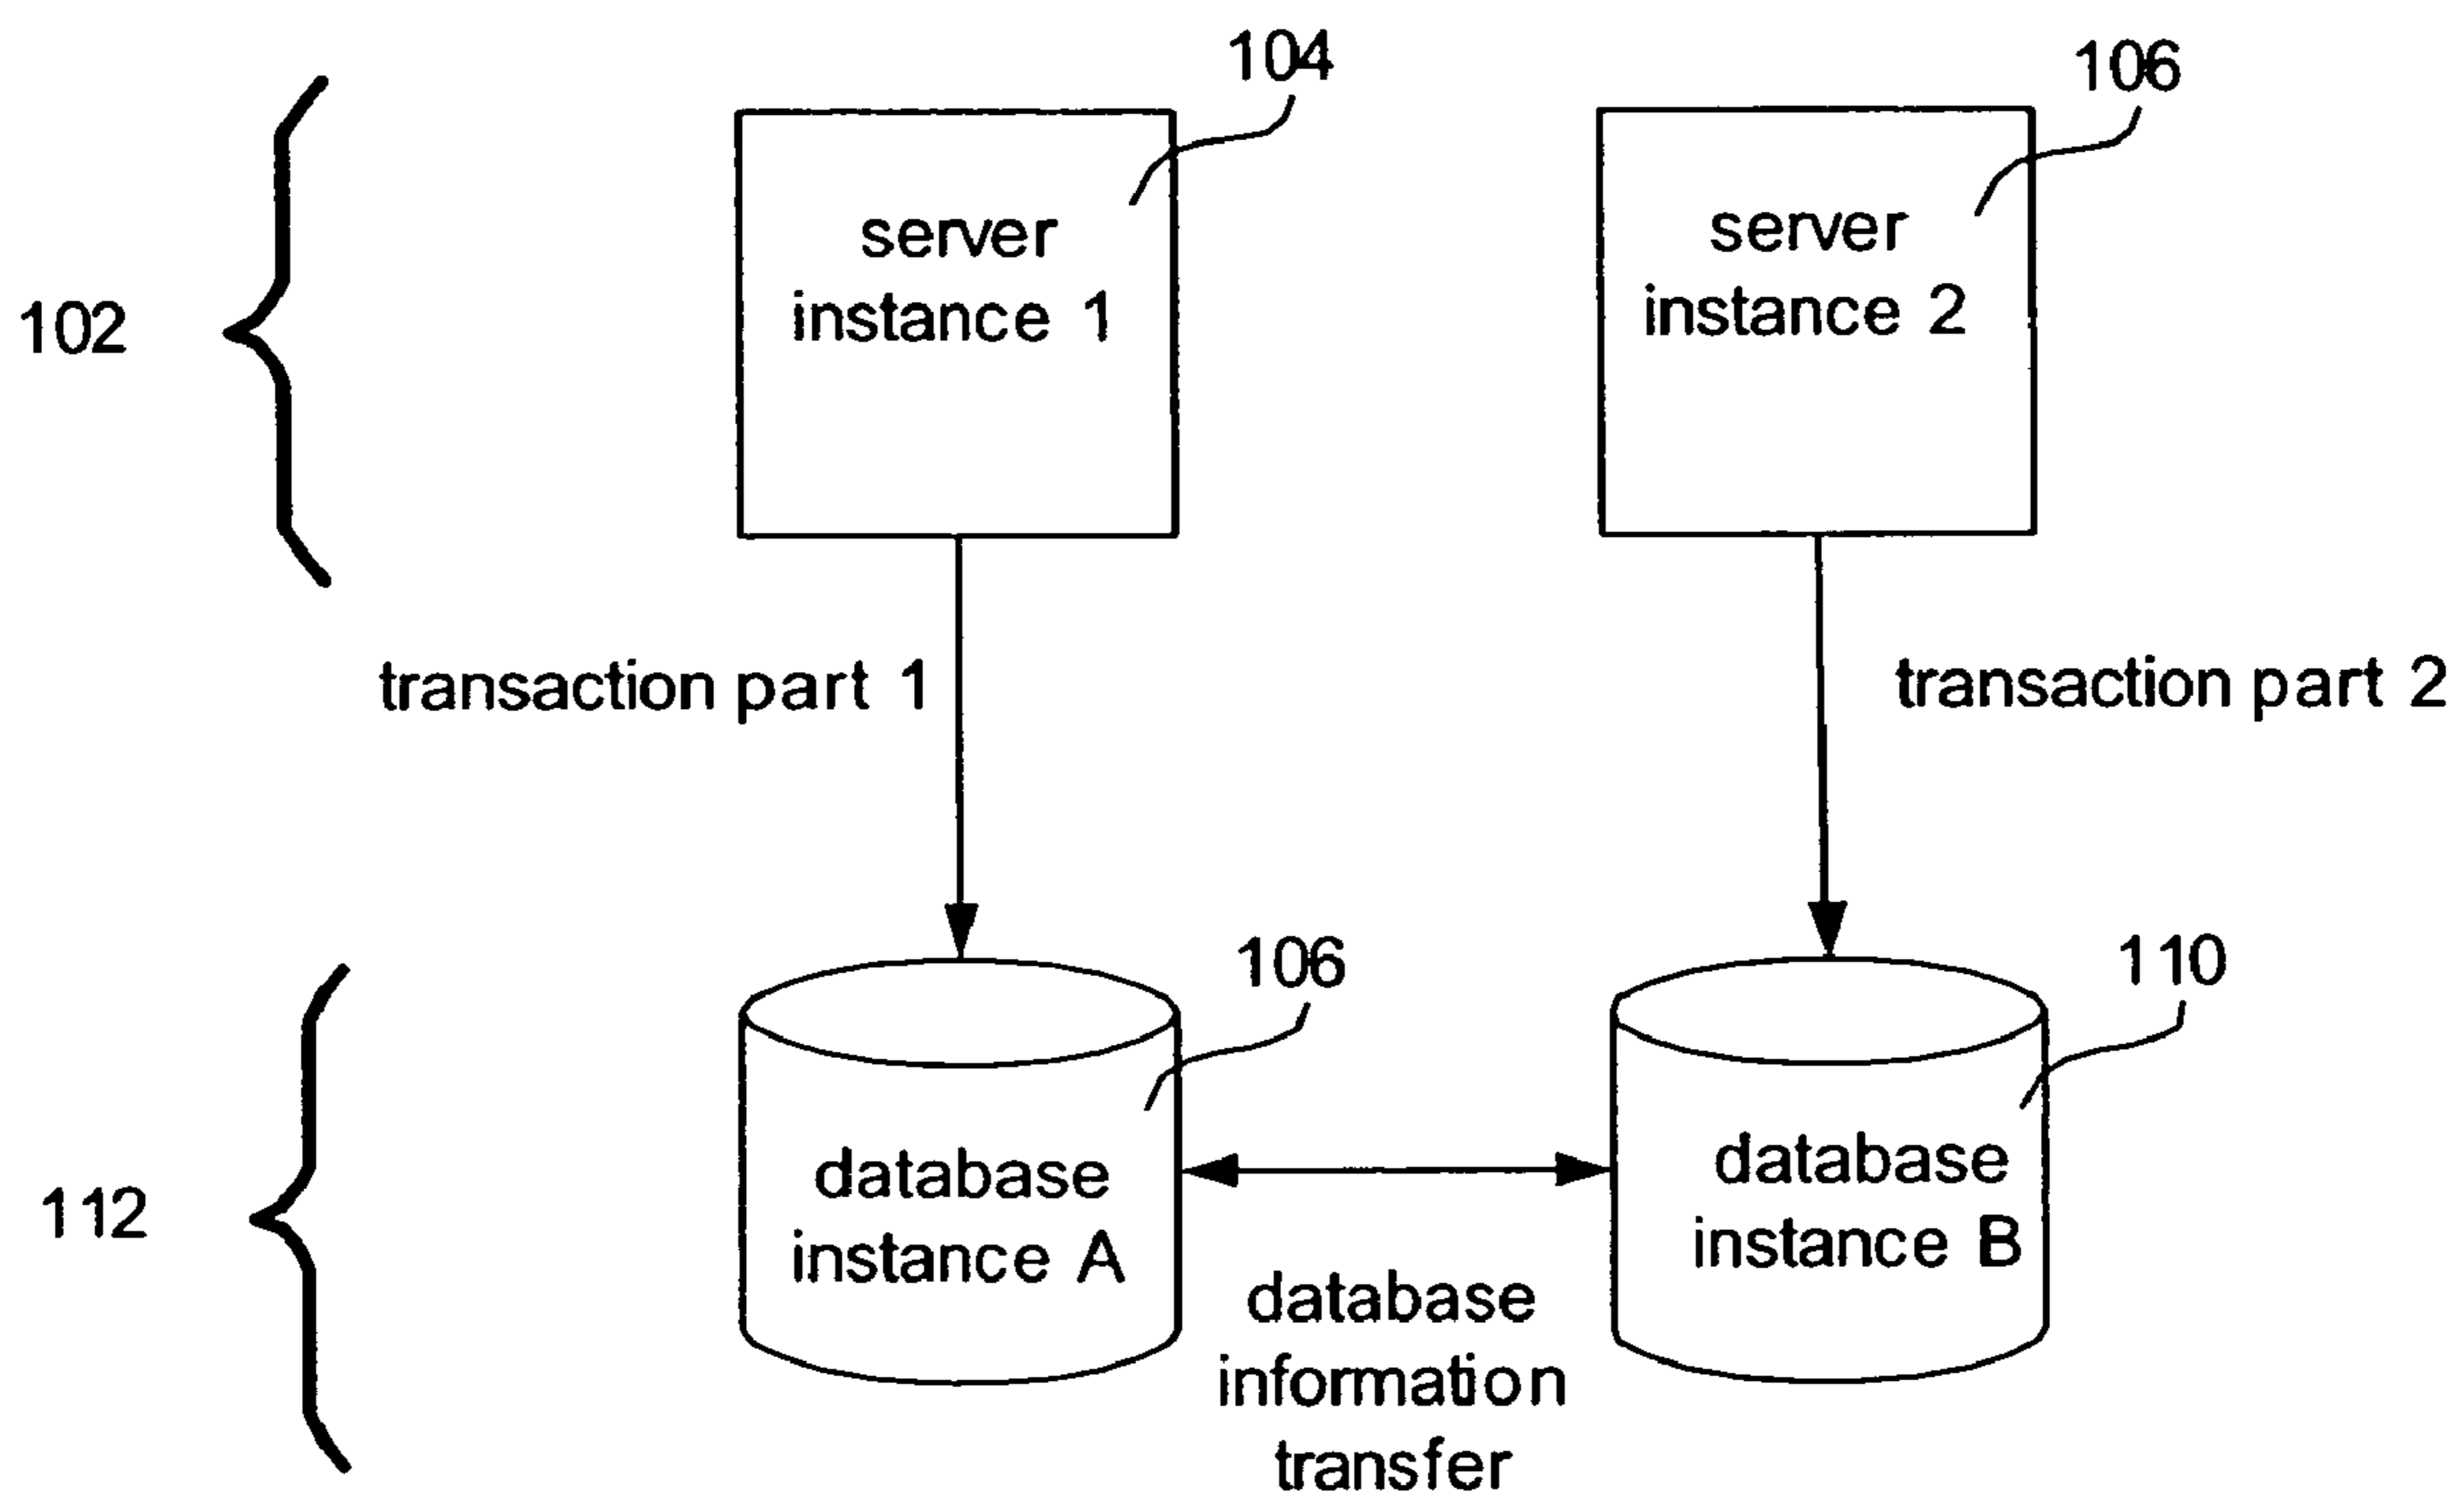 104
106
server
instance 1
server
instance 2
102
transaction part 1
transaction part 2
106
110
database
instance A
database
instance B
112
database
information
transfer